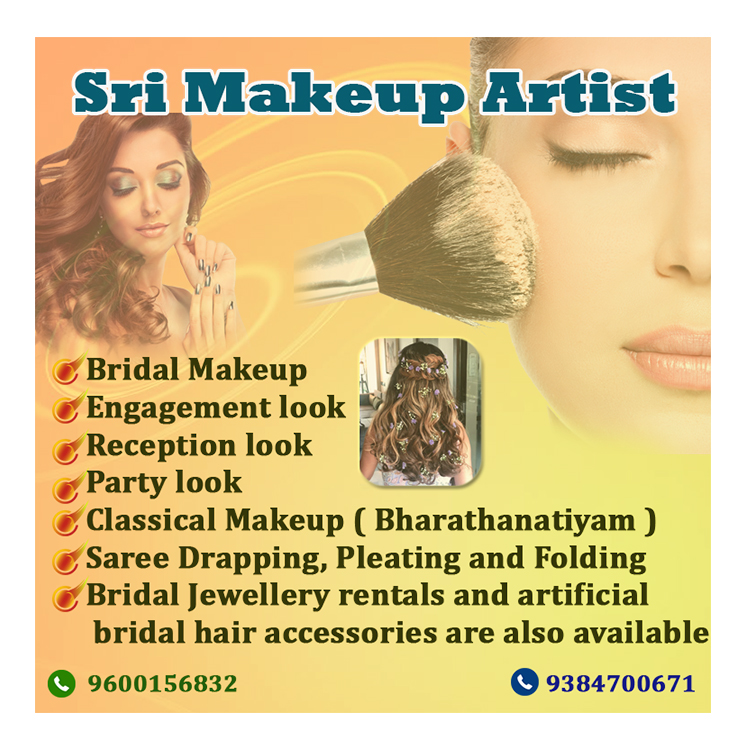 Sri Makeup Artist
Bridal Makeup
Engagement look
Reception look
Party look
Classical Makeup ( Bharathanatiyam )
Saree Drapping, Pleating and Folding
Bridal Jewellery rentals and artificial
bridal hair accessories are also available
9600156832
9384700671